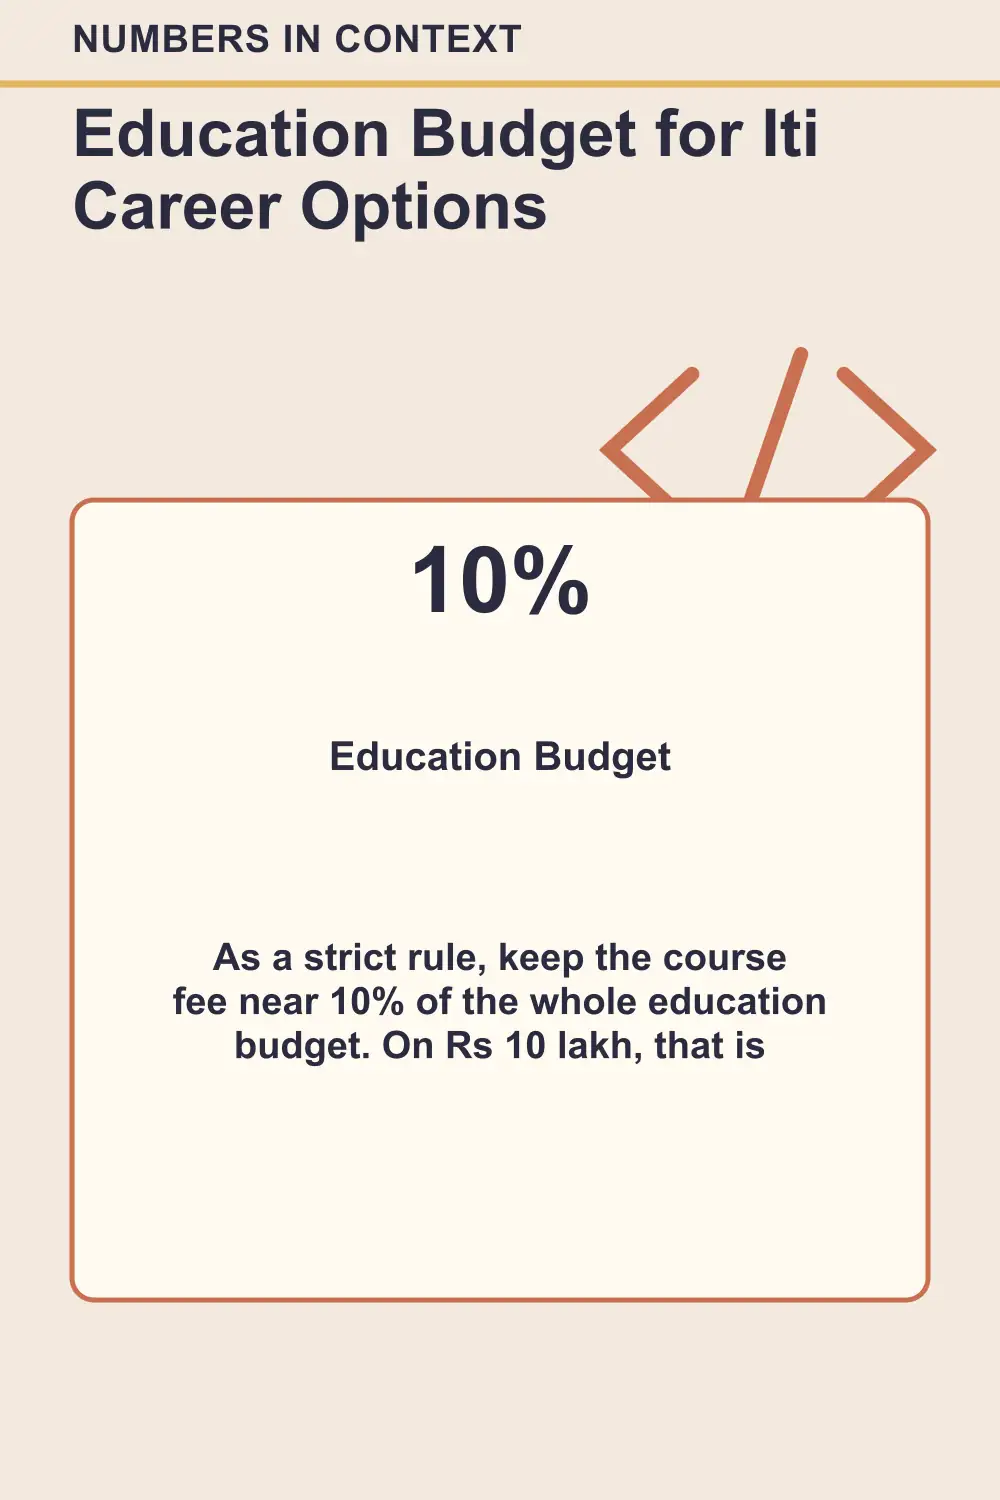 NUMBERS IN CONTEXT
Education Budget for Iti
Career Options
10%
Education Budget
As a strict rule, keep the course
fee near 10% of the whole education
budget. On Rs 10 lakh, that is